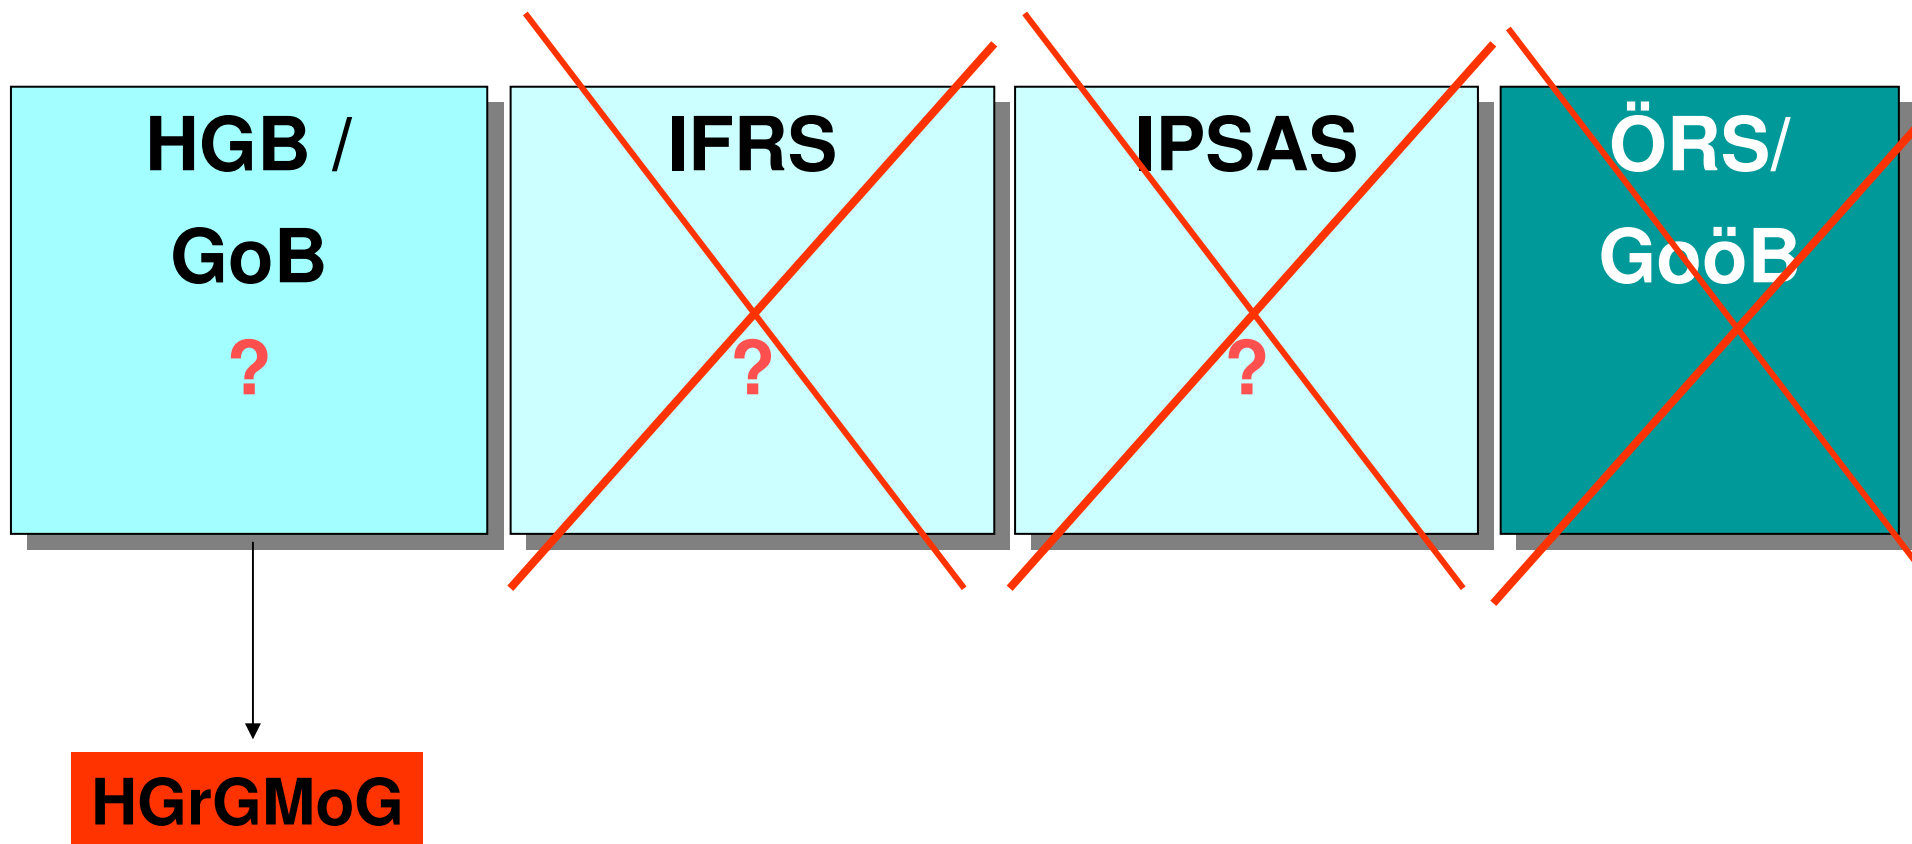 HGB /
GoB
?
IFRS
?
IPSAS
?
ÖRS/
GoöB
HGrGMoG